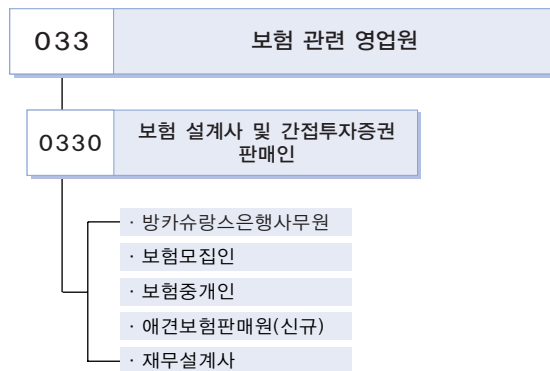 033
보험 관련 영업원
0330
보험 설계사 및 간접투자증권
판매인
· 방카슈랑스은행사무원
· 보험모집인
· 보험중개인
· 애견보험판매원(신규)
· 재무설계사